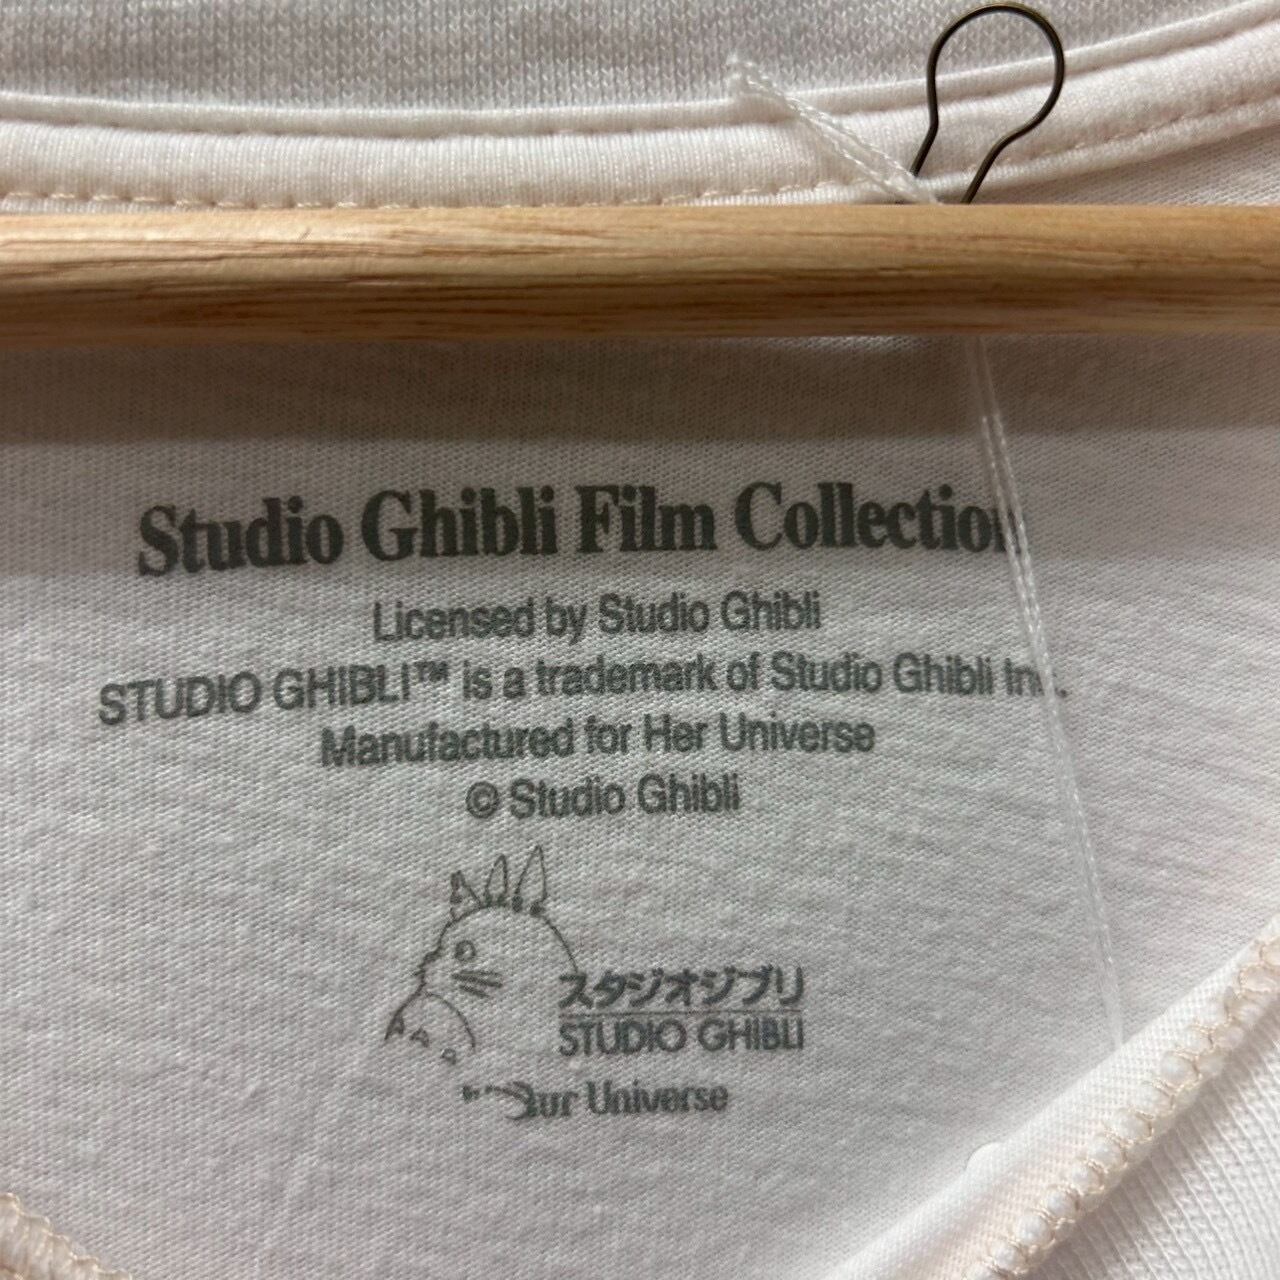 Studio Ghibli Film Collection
Licensed by Studio Ghibli
STUDIO GHIBLI™ is a trademark of Studio Ghibli Inc.
Manufactured for Her Universe
© Studio Ghibli
スタジオジブリ
STUDIO GHIBLI
Universe